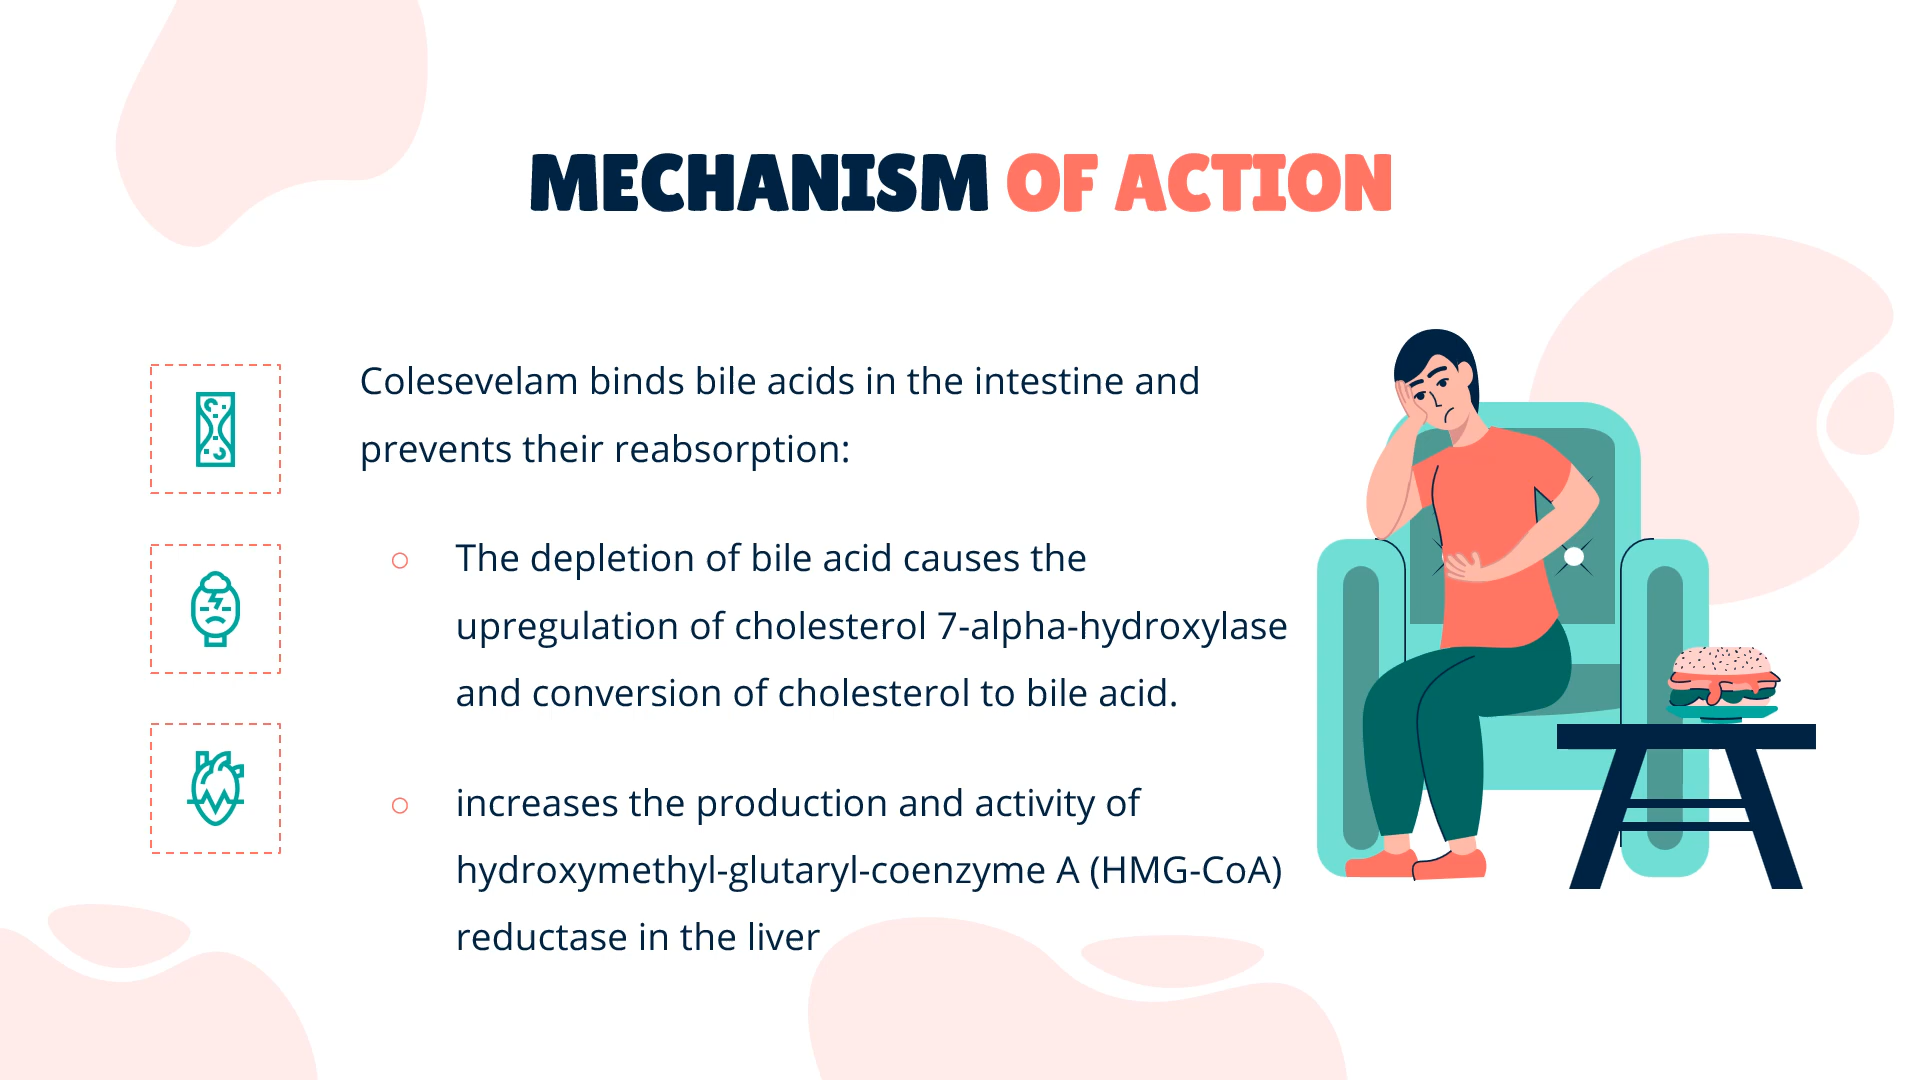 MECHANISM OF ACTION
Colesevelam binds bile acids in the intestine and
prevents their reabsorption:
○ The depletion of bile acid causes the
upregulation of cholesterol 7-alpha-hydroxylase
and conversion of cholesterol to bile acid.
○ increases the production and activity of
hydroxymethyl-glutaryl-coenzyme A (HMG-CoA)
reductase in the liver